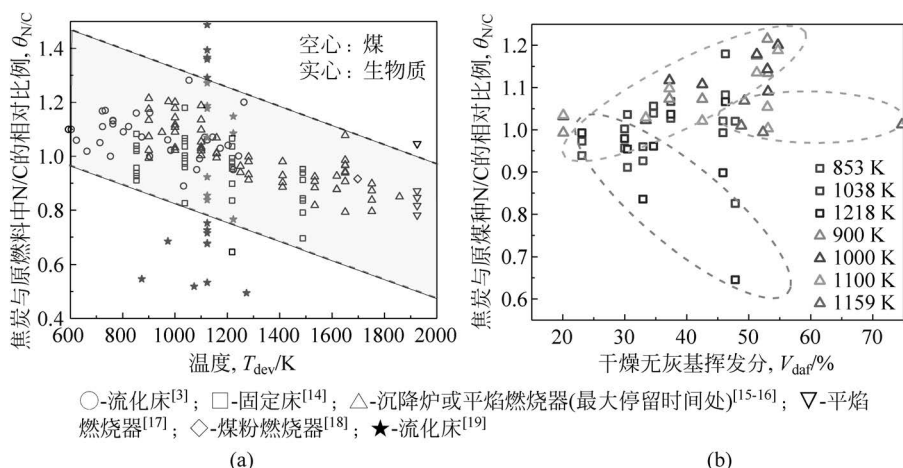 (a)
焦炭与原燃料中N/C的相对比例, θN/C
1.4
1.2
1.0
0.8
0.6
0.4
600 800 1000 1200 1400 1600 1800 2000
温度, Tdev/K
空心：煤
实心：生物质
(b)
焦炭与原煤种N/C的相对比例, θN/C
1.2
1.1
1.0
0.9
0.8
0.7
0.6
20 30 40 50 60 70
干燥无灰基挥发分, Vdaf/%
853 K
1038 K
1218 K
900 K
1000 K
1100 K
1159 K
○-流化床[3]；□-固定床[14]；△-沉降炉或平焰燃烧器(最大停留时间处)[15-16]；▽-平焰
燃烧器[17]；◇-煤粉燃烧器[18]；★-流化床[19]
(a)
(b)